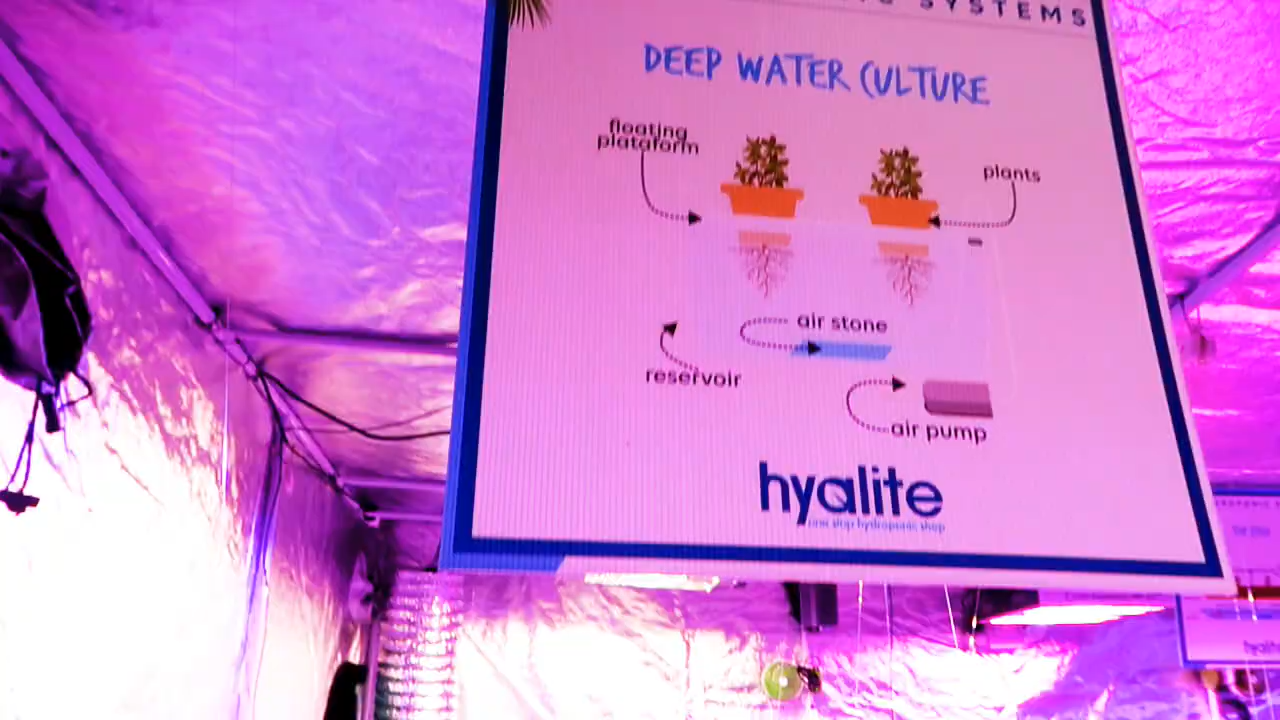 SYSTEMS
DEEP WATER CULTURE
floating
plataform
plants
air stone
reservoir
air pump
hyalite
one stop hydroponic shop